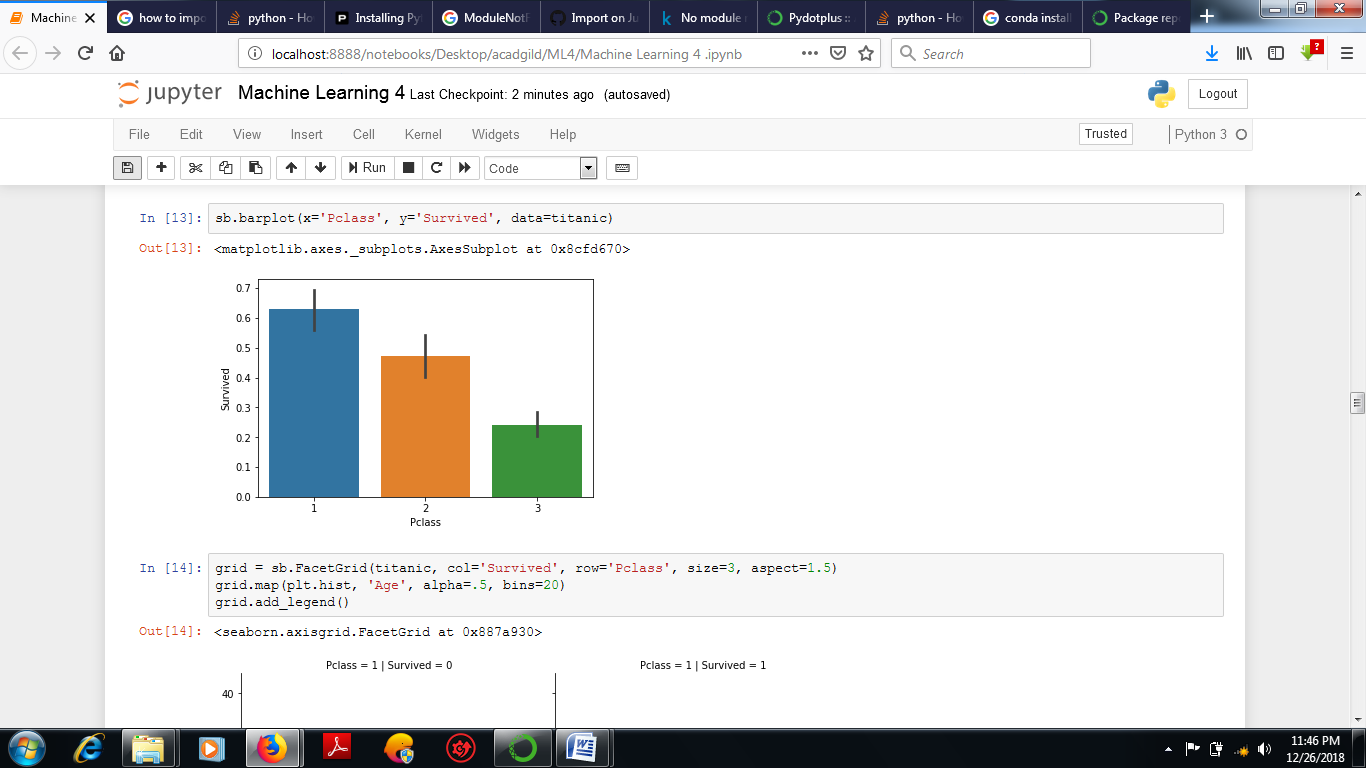 Machine
how to impo
python - Ho
Installing Py
ModuleNotF
Import on Ju
No module
Pydotplus ::
python - Ho
conda install
Package repo
localhost:8888/notebooks/Desktop/acadgild/ML4/Machine Learning 4 .ipynb
Search
jupyter Machine Learning 4 Last Checkpoint: 2 minutes ago (autosaved)
Logout
File Edit View Insert Cell Kernel Widgets Help
Trusted
Python 3
Run
Code
In [13]: sb.barplot(x='Pclass', y='Survived', data=titanic)
Out[13]: <matplotlib.axes._subplots.AxesSubplot at 0x8cfd670>
0.7
0.6
0.5
0.4
0.3
0.2
0.1
0.0
Survived
1 2 3
Pclass
In [14]: grid = sb.FacetGrid(titanic, col='Survived', row='Pclass', size=3, aspect=1.5)
grid.map(plt.hist, 'Age', alpha=.5, bins=20)
grid.add_legend()
Out[14]: <seaborn.axisgrid.FacetGrid at 0x887a930>
Pclass = 1 | Survived = 0
Pclass = 1 | Survived = 1
40
11:46 PM
12/26/2018